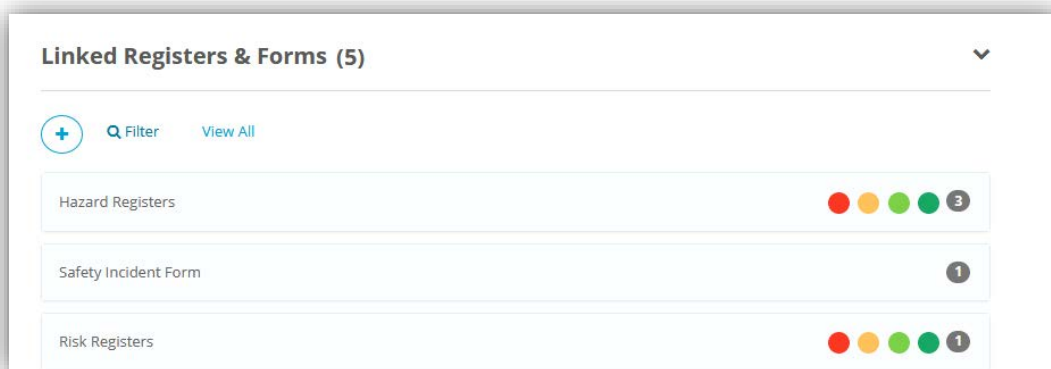 Linked Registers & Forms (5)
+ Filter View All
Hazard Registers 3
Safety Incident Form 1
Risk Registers 1